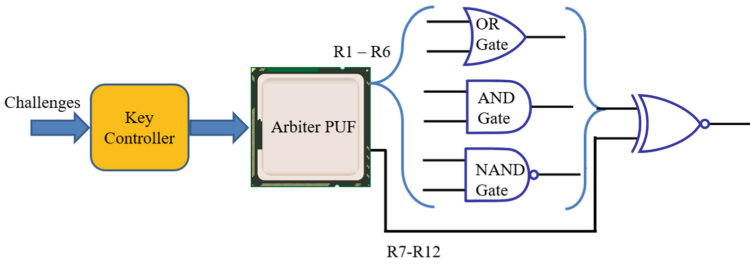 Challenges
Key
Controller
Arbiter PUF
R1 – R6
OR
Gate
AND
Gate
NAND
Gate
R7-R12